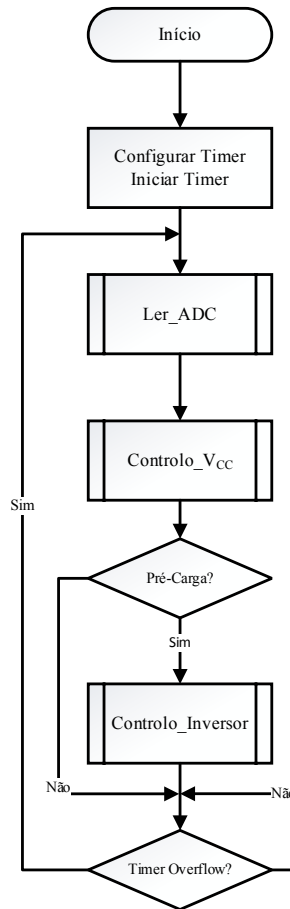 Início
Configurar Timer
Iniciar Timer
Ler_ADC
Controlo_VCC
Sim
Pré-Carga?
Sim
Controlo_Inversor
Não
Não
Timer Overflow?